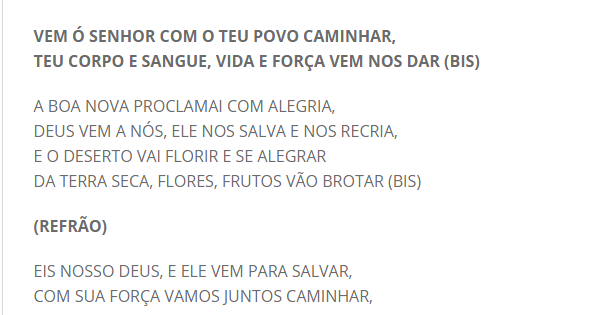 VEM Ó SENHOR COM O TEU POVO CAMINHAR,
TEU CORPO E SANGUE, VIDA E FORÇA VEM NOS DAR (BIS)
A BOA NOVA PROCLAMAI COM ALEGRIA,
DEUS VEM A NÓS, ELE NOS SALVA E NOS RECRIA,
E O DESERTO VAI FLORIR E SE ALEGRAR
DA TERRA SECA, FLORES, FRUTOS VÃO BROTAR (BIS)
(REFRÃO)
EIS NOSSO DEUS, E ELE VEM PARA SALVAR,
COM SUA FORÇA VAMOS JUNTOS CAMINHAR,